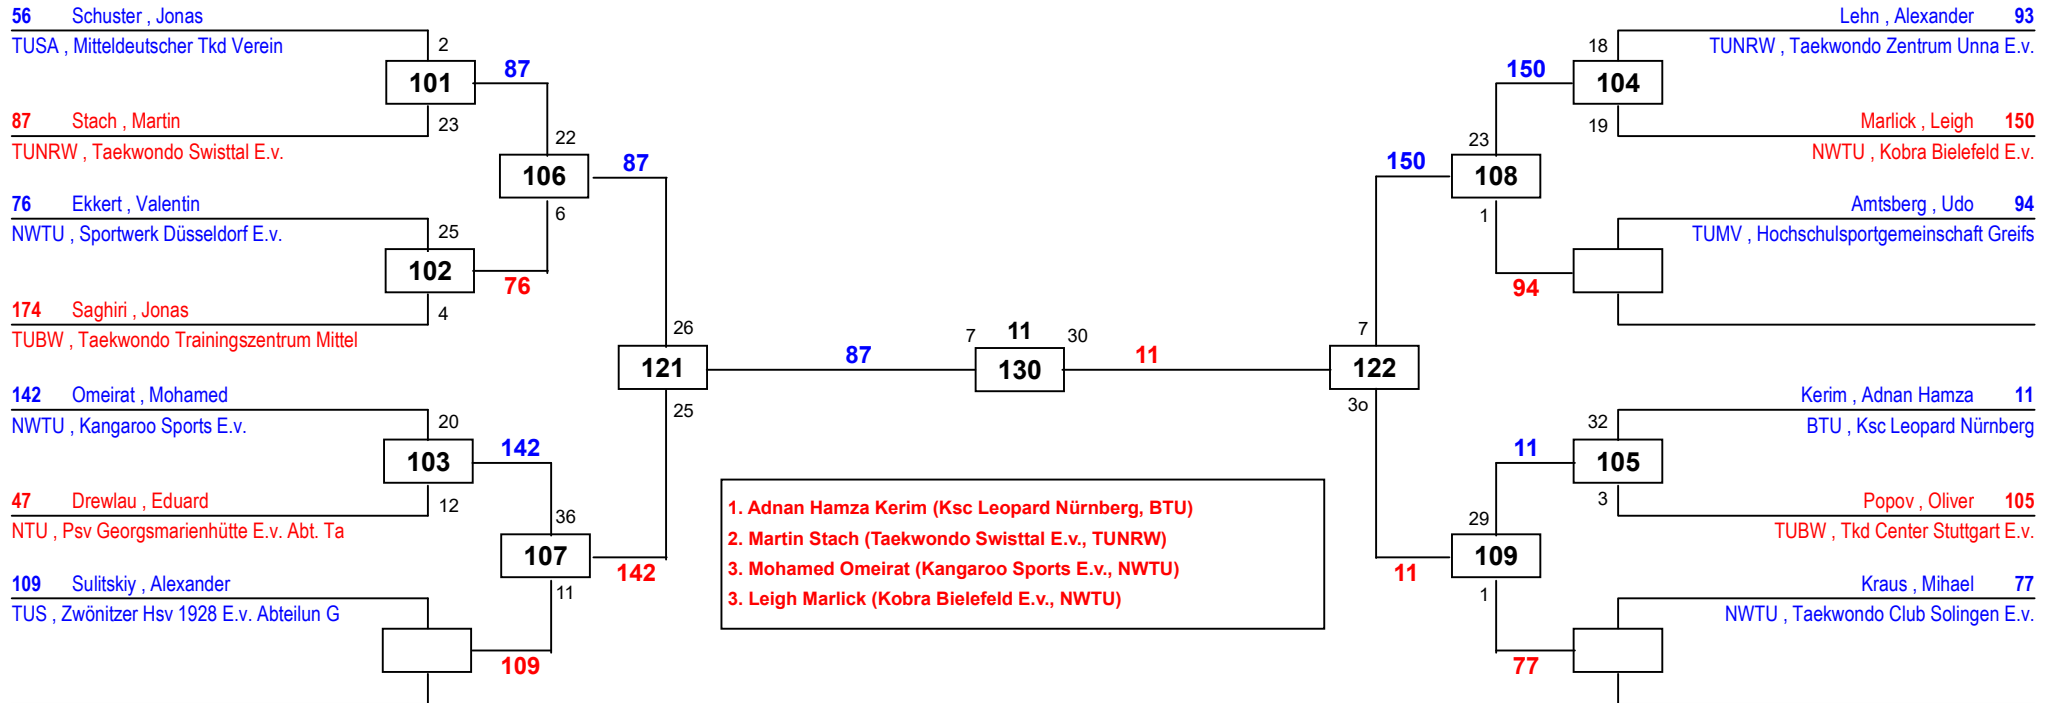 56 Schuster , Jonas
TUSA , Mitteldeutscher Tkd Verein
2
101
87
23
87 Stach , Martin
TUNRW , Taekwondo Swisttal E.v.
22
106
87
6
76 Ekkert , Valentin
NWTU , Sportwerk Düsseldorf E.v.
25
102
76
4
174 Saghiri , Jonas
TUBW , Taekwondo Trainingszentrum Mittel
26
121
87
25
142 Omeirat , Mohamed
NWTU , Kangaroo Sports E.v.
20
103
142
12
47 Drewlau , Eduard
NTU , Psv Georgsmarienhütte E.v. Abt. Ta
36
107
142
11
109 Sulitskiy , Alexander
TUS , Zwönitzer Hsv 1928 E.v. Abteilun G
109
7 11 30
130
11
1. Adnan Hamza Kerim (Ksc Leopard Nürnberg, BTU)
2. Martin Stach (Taekwondo Swisttal E.v., TUNRW)
3. Mohamed Omeirat (Kangaroo Sports E.v., NWTU)
3. Leigh Marlick (Kobra Bielefeld E.v., NWTU)
Lehn , Alexander 93
TUNRW , Taekwondo Zentrum Unna E.v.
18
150
104
19
Marlick , Leigh 150
NWTU , Kobra Bielefeld E.v.
23
150
108
1
Amtsberg , Udo 94
TUMV , Hochschulsportgemeinschaft Greifs
94
7
122
3o
Kerim , Adnan Hamza 11
BTU , Ksc Leopard Nürnberg
32
11
105
3
Popov , Oliver 105
TUBW , Tkd Center Stuttgart E.v.
29
109
11
1
Kraus , Mihael 77
NWTU , Taekwondo Club Solingen E.v.
77